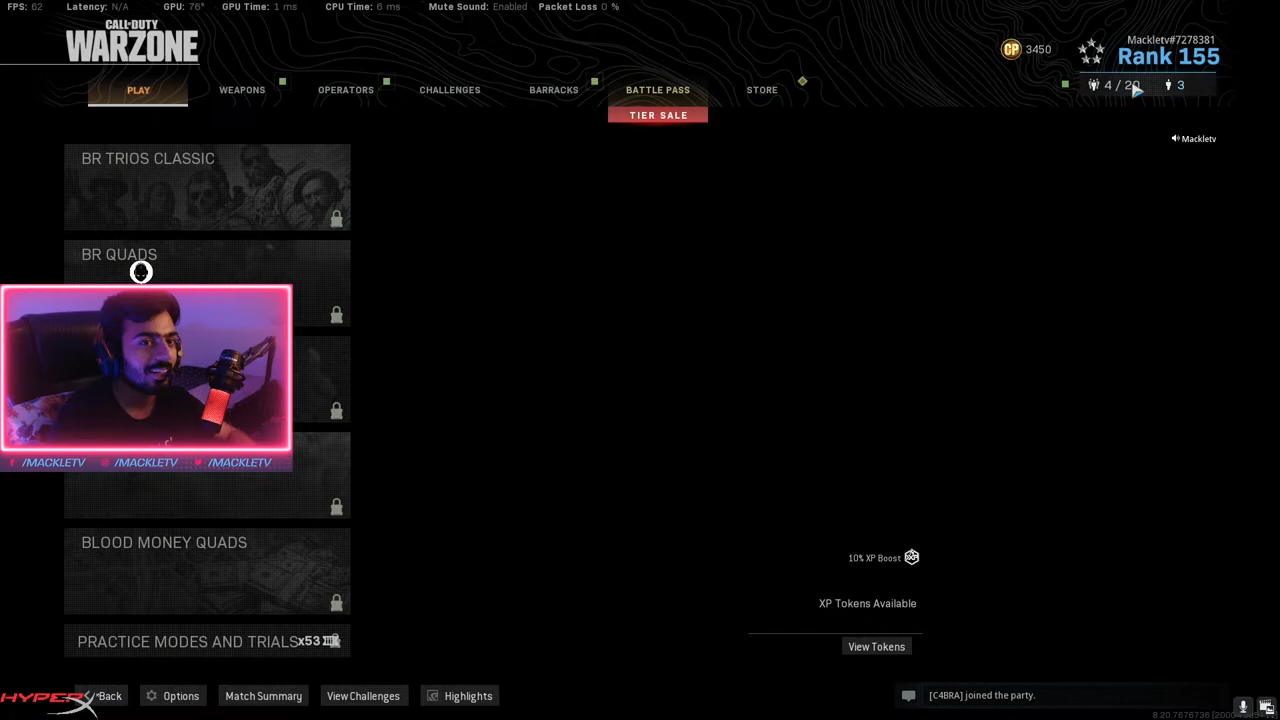 FPS: 62 Latency: N/A GPU: 76° GPU Time: 1 ms CPU Time: 6 ms Mute Sound: Enabled Packet Loss 0 %
CALL OF DUTY
WARZONE
CP 3450
Mackletv#7278381
Rank 155
4 / 20 3
PLAY WEAPONS OPERATORS CHALLENGES BARRACKS BATTLE PASS STORE
TIER SALE
Mackletv
BR TRIOS CLASSIC
BR QUADS
/MACKLETV /MACKLETV /MACKLETV
BLOOD MONEY QUADS
10% XP Boost
XP Tokens Available
PRACTICE MODES AND TRIALS x53
View Tokens
HYPERX
Back Options Match Summary View Challenges Highlights
[C4BRA] joined the party.